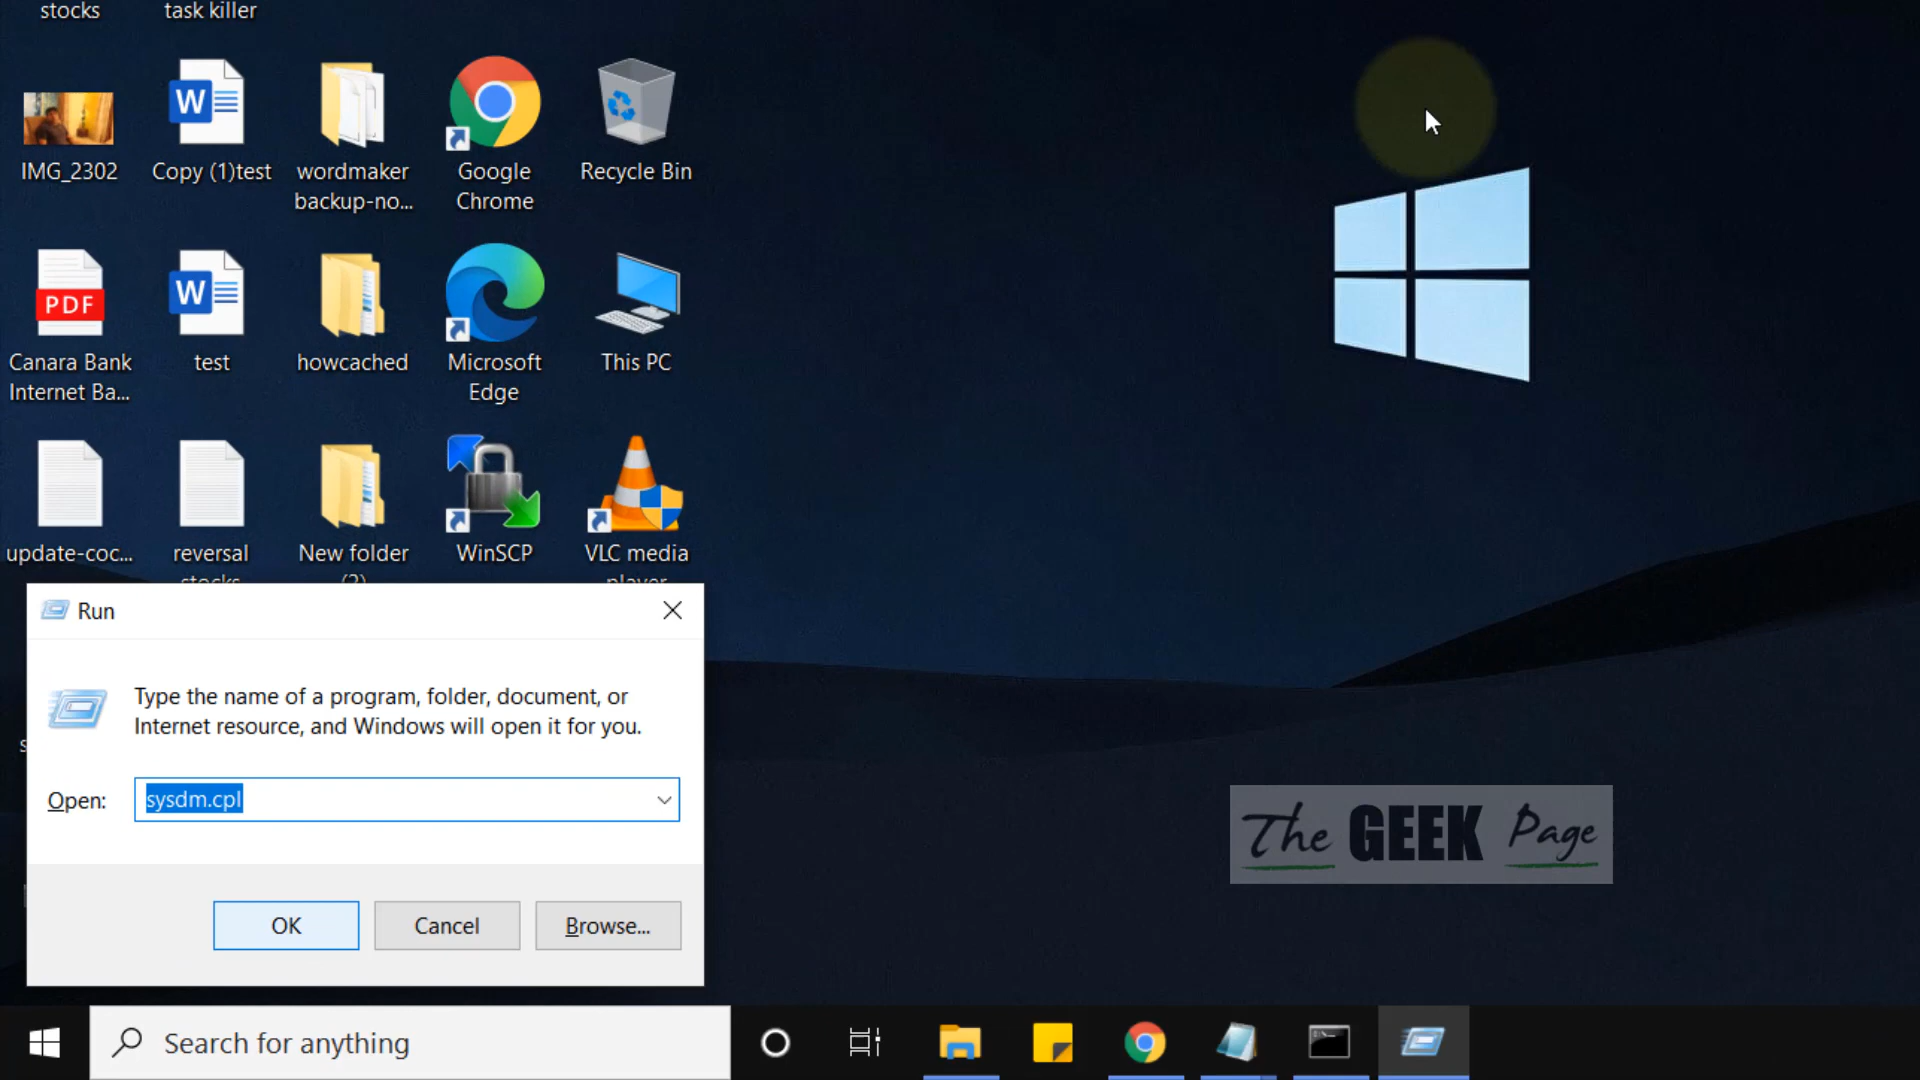 stocks
task killer
IMG_2302
Copy (1)test
wordmaker
backup-no...
Google
Chrome
Recycle Bin
PDF
Canara Bank
Internet Ba...
test
howcached
Microsoft
Edge
This PC
update-coc...
reversal
stocks
New folder
(2)
WinSCP
VLC media
player
Run
Type the name of a program, folder, document, or
Internet resource, and Windows will open it for you.
Open:
sysdm.cpl
OK
Cancel
Browse...
The GEEK Page
Search for anything